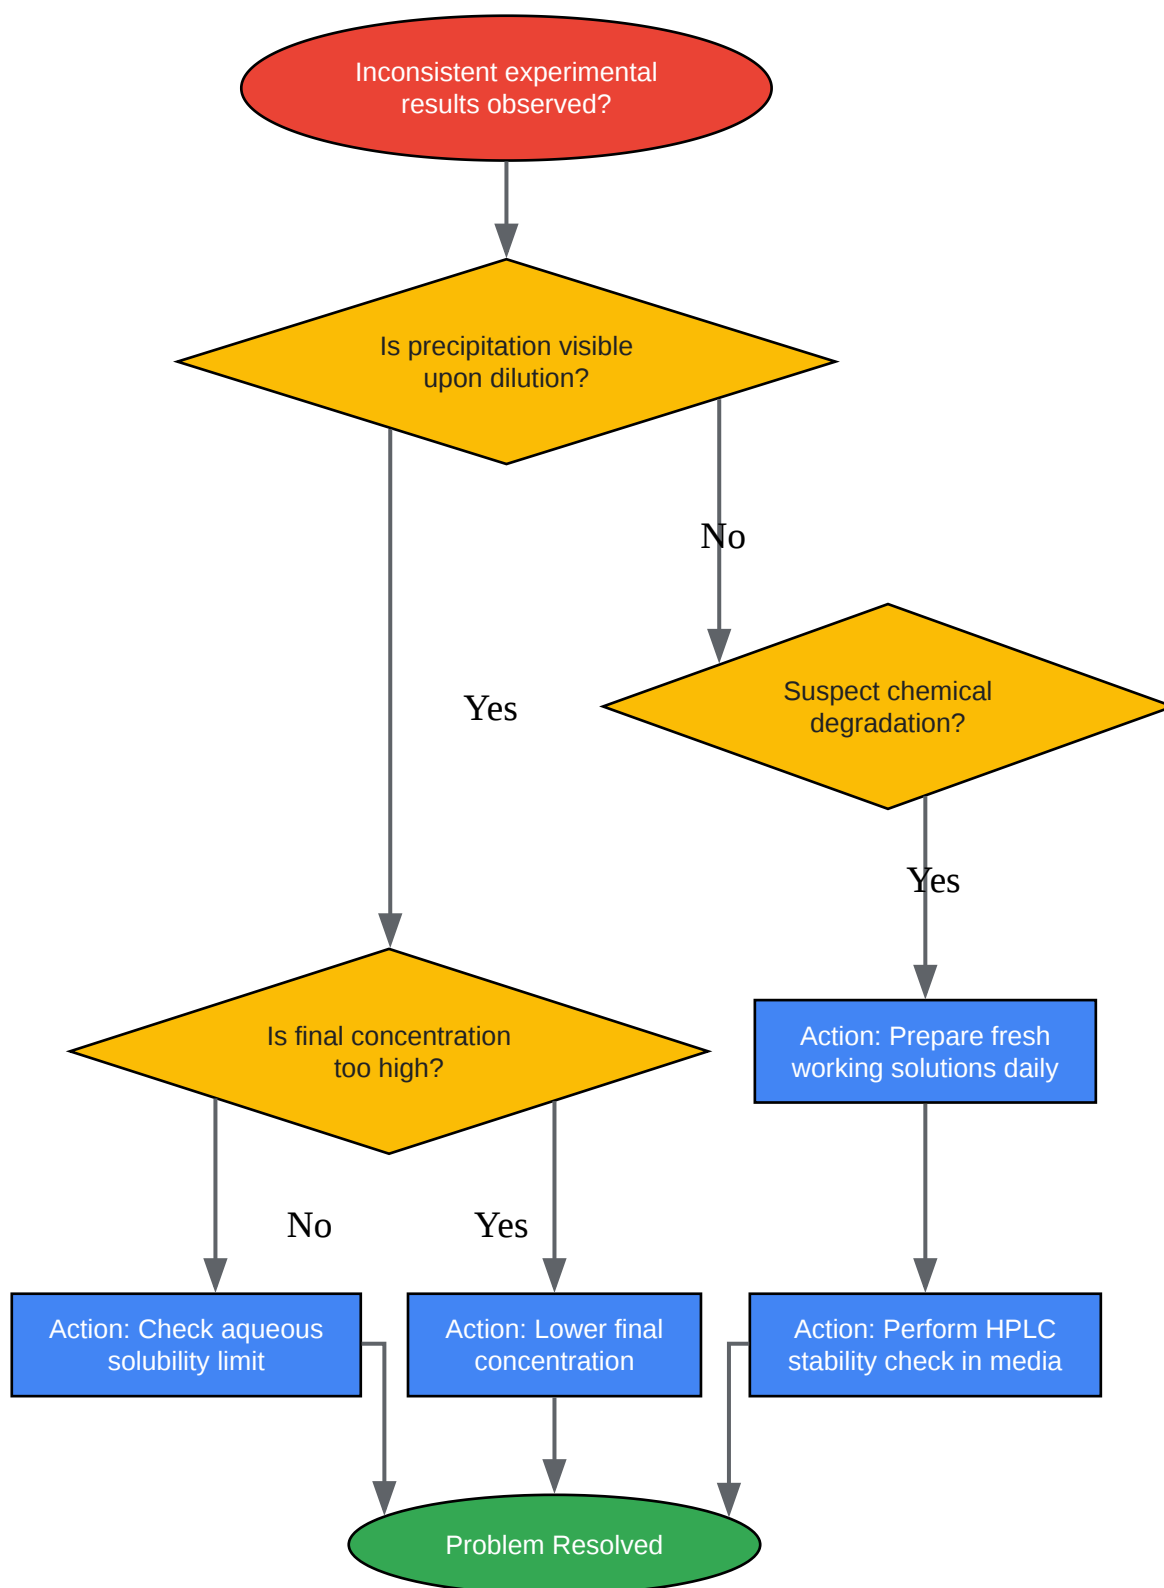 Inconsistent experimental
results observed?
Is precipitation visible
upon dilution?
No
Suspect chemical
degradation?
Yes
Yes
Is final concentration
too high?
Action: Prepare fresh
working solutions daily
No
Yes
Action: Check aqueous
solubility limit
Action: Lower final
concentration
Action: Perform HPLC
stability check in media
Problem Resolved